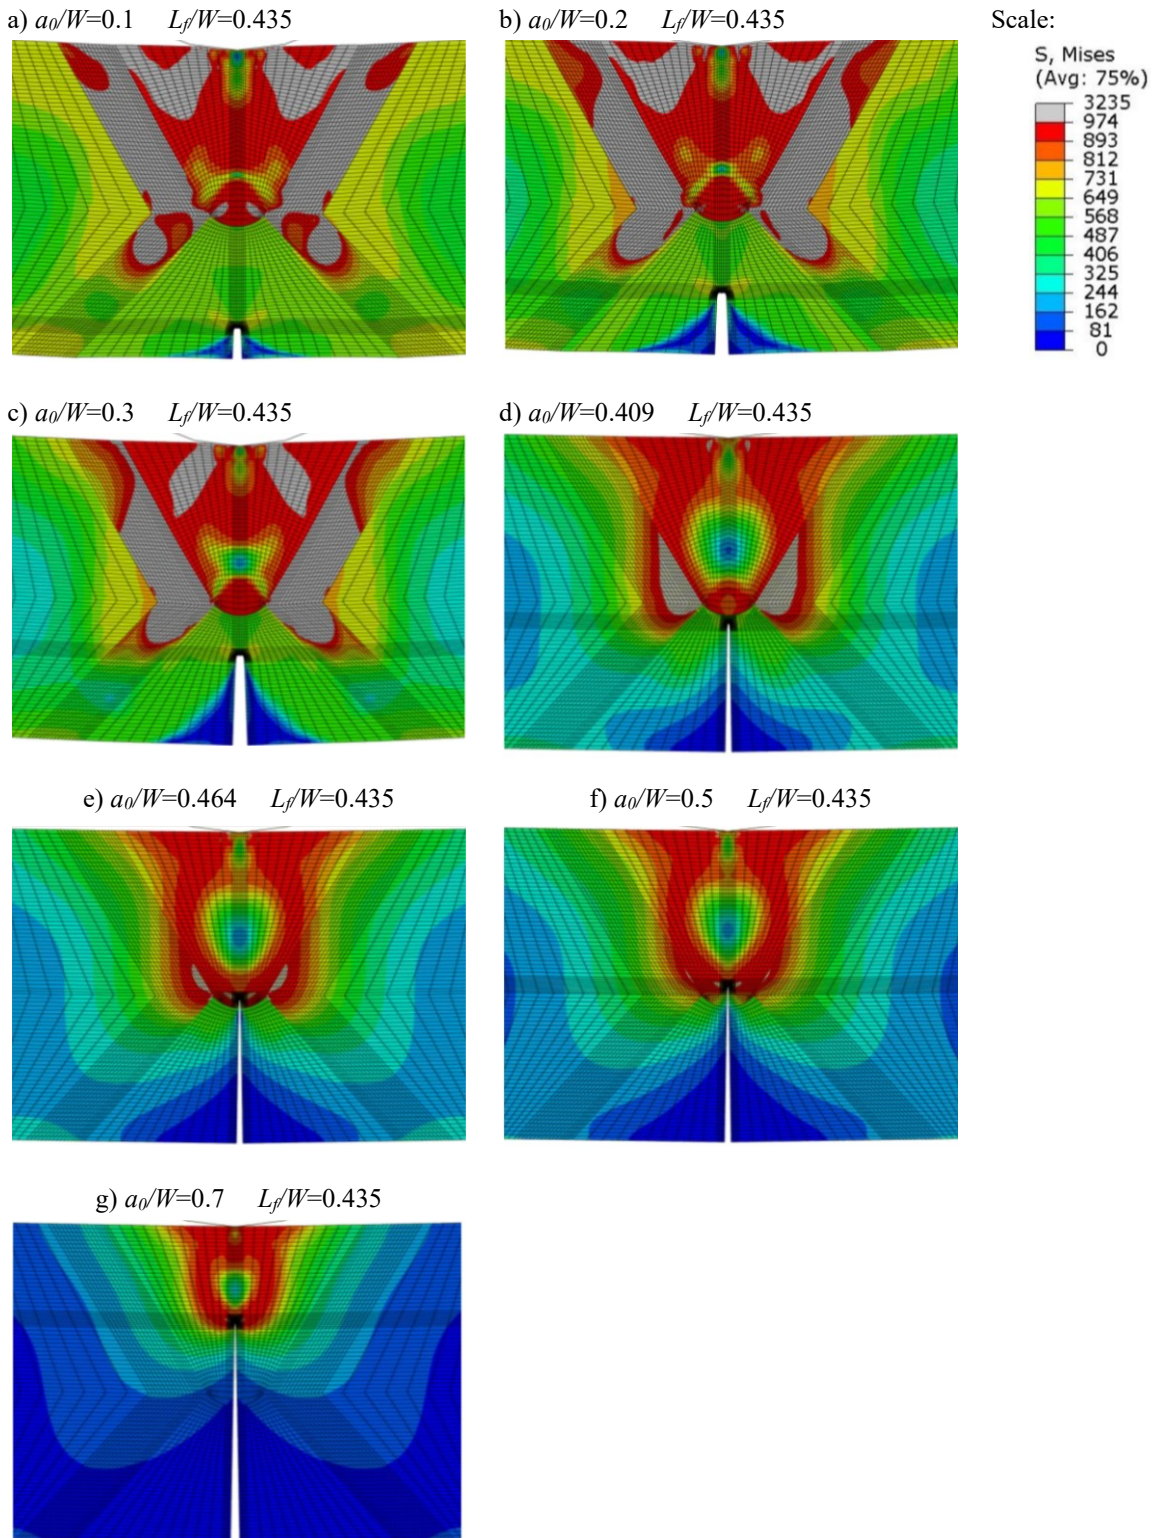 a) a0/W=0.1 Lf/W=0.435
b) a0/W=0.2 Lf/W=0.435
Scale:
S, Mises
(Avg: 75%)
3235
974
893
812
731
649
568
487
406
325
244
162
81
0
c) a0/W=0.3 Lf/W=0.435
d) a0/W=0.409 Lf/W=0.435
e) a0/W=0.464 Lf/W=0.435
f) a0/W=0.5 Lf/W=0.435
g) a0/W=0.7 Lf/W=0.435